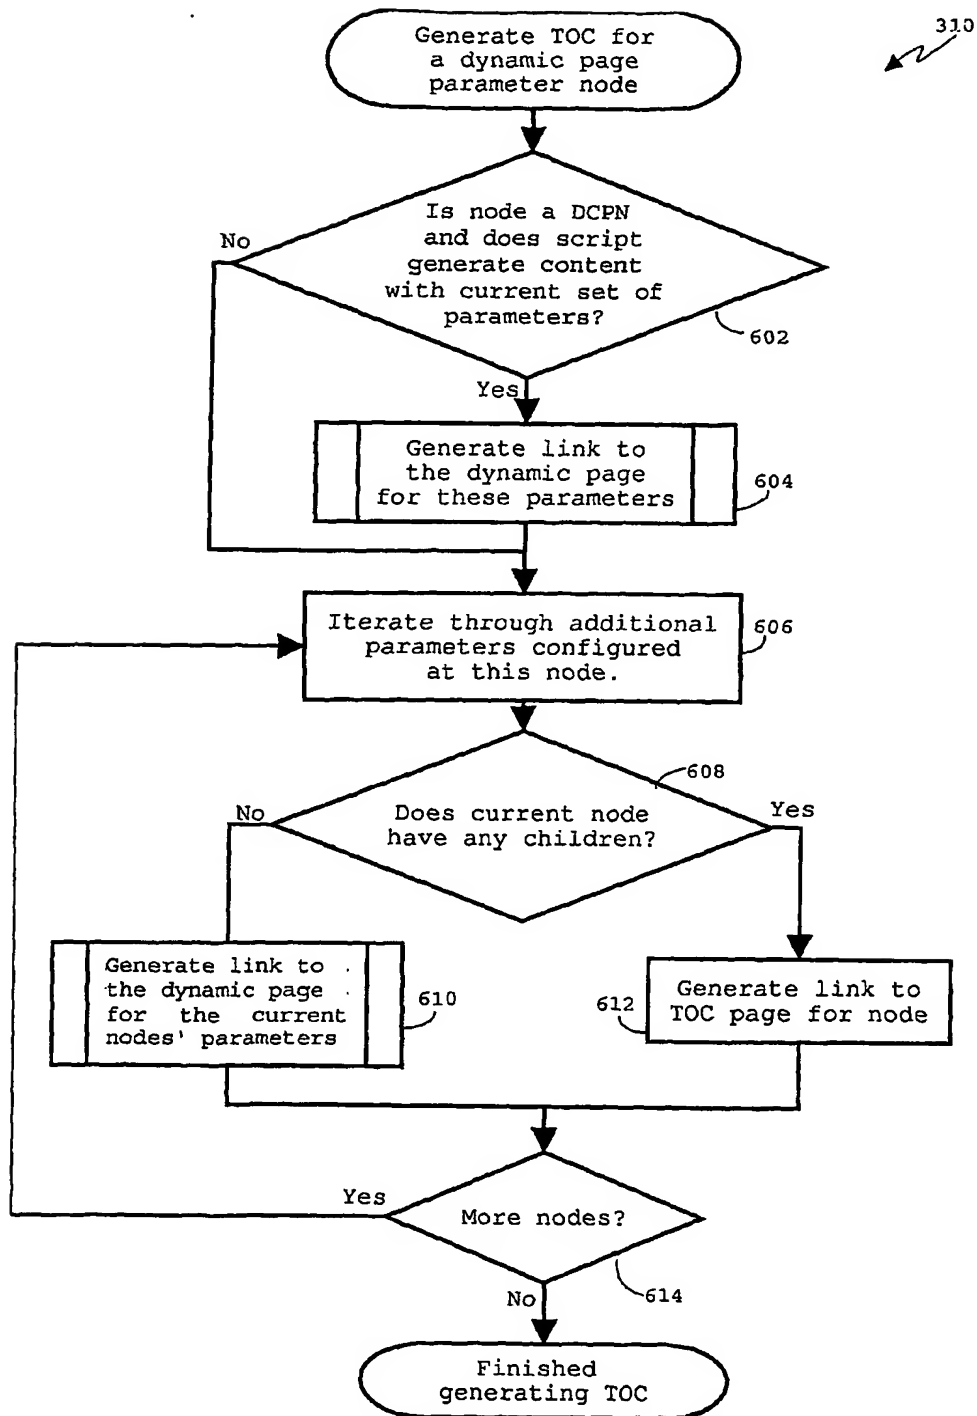 310
Generate TOC for
a dynamic page
parameter node
Is node a DCPN
and does script
generate content
with current set of
parameters?
No
602
Yes
Generate link to
the dynamic page
for these parameters
604
Iterate through additional
parameters configured
at this node.
606
608
Does current node
have any children?
No
Yes
Generate link to
the dynamic page
for the current
nodes' parameters
610
Generate link to
TOC page for node
612
More nodes?
Yes
614
No
Finished
generating TOC